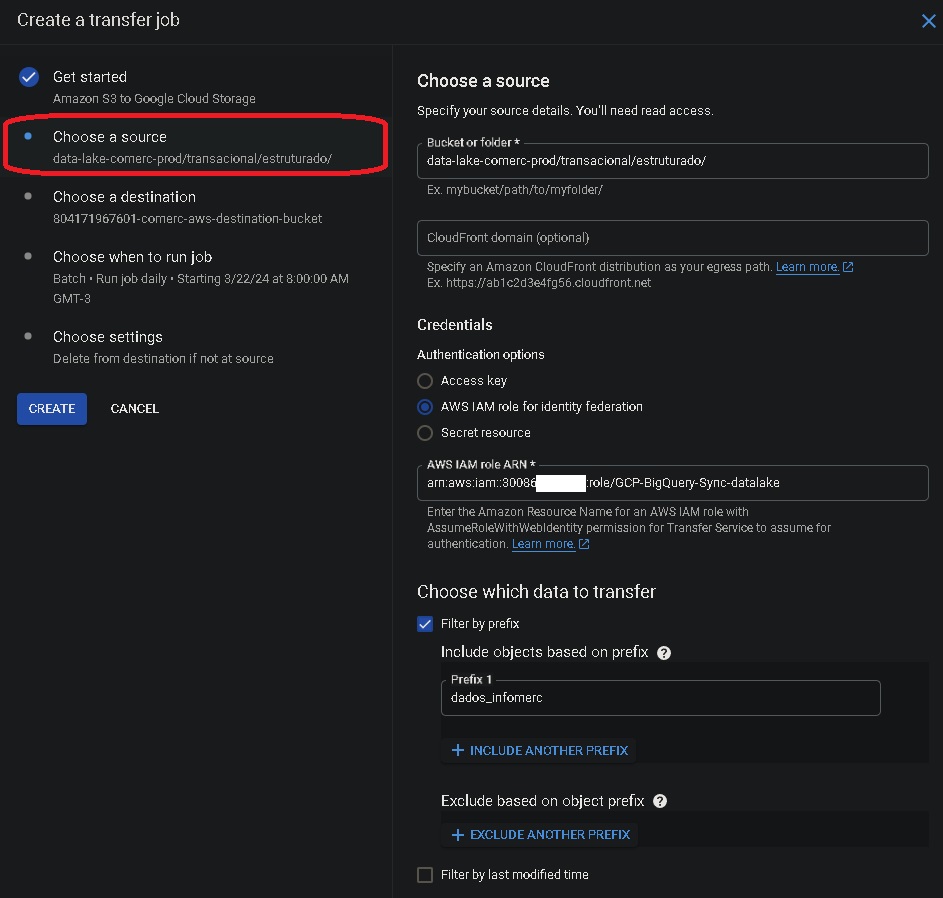 Create a transfer job
Get started
Amazon S3 to Google Cloud Storage
Choose a source
data-lake-comerc-prod/transacional/estruturado/
Choose a destination
804171967601-comerc-aws-destination-bucket
Choose when to run job
Batch • Run job daily • Starting 3/22/24 at 8:00:00 AM
GMT-3
Choose settings
Delete from destination if not at source
CREATE
CANCEL
Choose a source
Specify your source details. You'll need read access.
Bucket or folder *
data-lake-comerc-prod/transacional/estruturado/
Ex. mybucket/path/to/myfolder/
CloudFront domain (optional)
Specify an Amazon CloudFront distribution as your egress path. Learn more.
Ex. https://ab1c2d3e4fg56.cloudfront.net
Credentials
Authentication options
Access key
AWS IAM role for identity federation
Secret resource
AWS IAM role ARN *
arn:aws:iam::30086 :role/GCP-BigQuery-Sync-datalake
Enter the Amazon Resource Name for an AWS IAM role with
AssumeRoleWithWebIdentity permission for Transfer Service to assume for
authentication. Learn more.
Choose which data to transfer
Filter by prefix
Include objects based on prefix ?
Prefix 1
dados_infomerc
+ INCLUDE ANOTHER PREFIX
Exclude based on object prefix ?
+ EXCLUDE ANOTHER PREFIX
Filter by last modified time